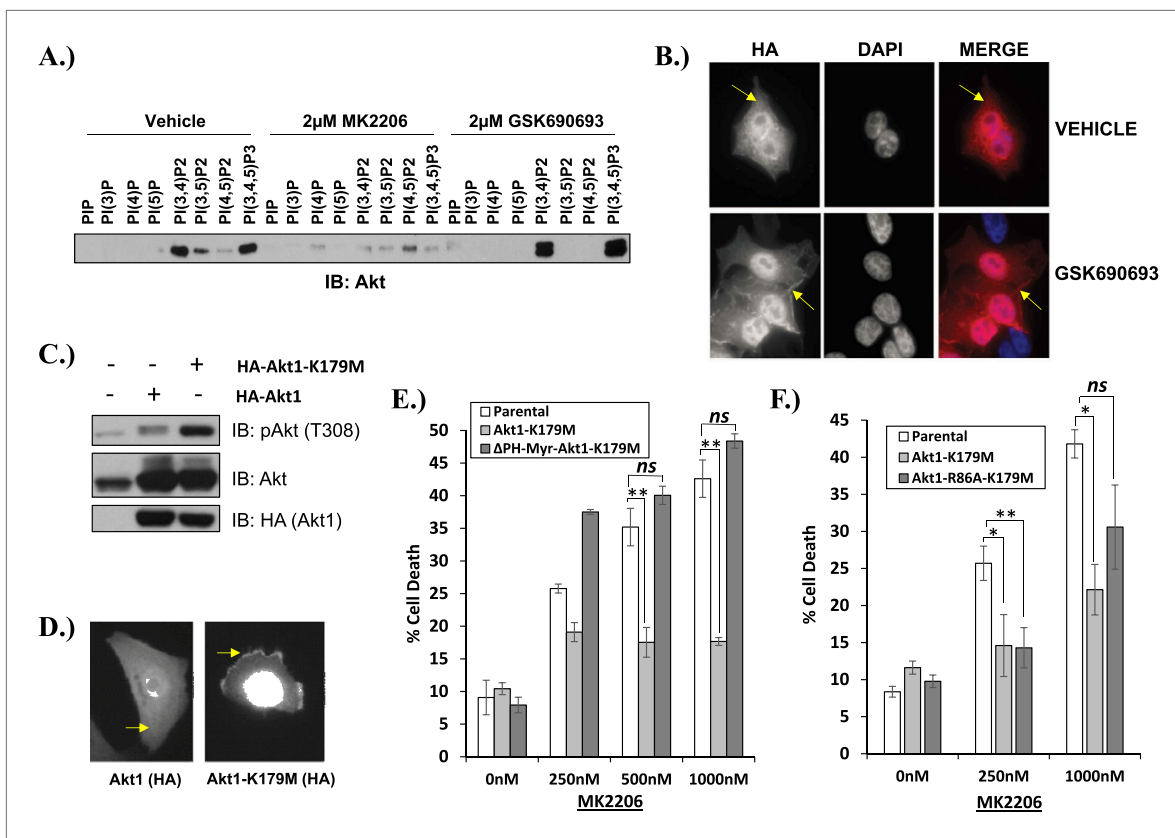 A.)
Vehicle
2µM MK2206
2µM GSK690693
PIP
PI(3)P
PI(4)P
PI(5)P
PI(3,4)P2
PI(3,5)P2
PI(4,5)P2
PI(3,4,5)P3
PIP
PI(3)P
PI(4)P
PI(5)P
PI(3,4)P2
PI(3,5)P2
PI(4,5)P2
PI(3,4,5)P3
PIP
PI(3)P
PI(4)P
PI(5)P
PI(3,4)P2
PI(3,5)P2
PI(4,5)P2
PI(3,4,5)P3
IB: Akt
B.)
HA
DAPI
MERGE
VEHICLE
GSK690693
C.)
- - + HA-Akt1-K179M
- + - HA-Akt1
IB: pAkt (T308)
IB: Akt
IB: HA (Akt1)
D.)
Akt1 (HA)
Akt1-K179M (HA)
E.)
Parental
Akt1-K179M
ΔPH-Myr-Akt1-K179M
% Cell Death
50
45
40
35
30
25
20
15
10
5
0
ns
**
ns
**
0nM
250nM
500nM
1000nM
MK2206
F.)
Parental
Akt1-K179M
Akt1-R86A-K179M
% Cell Death
45
40
35
30
25
20
15
10
5
0
**
*
ns
*
0nM
250nM
1000nM
MK2206